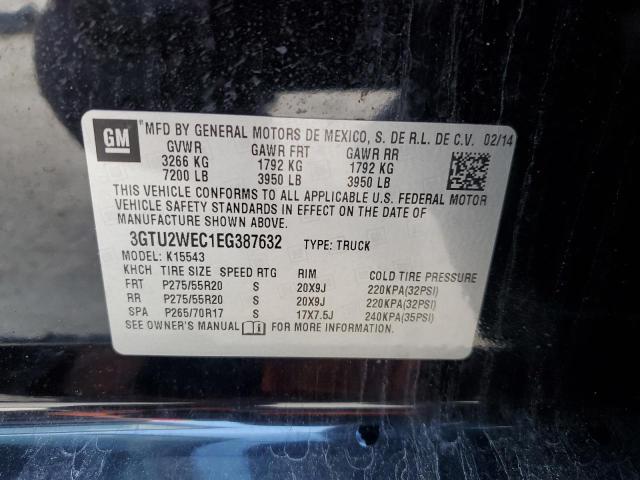 GM
MFD BY GENERAL MOTORS DE MEXICO, S. DE R.L. DE C.V. 02/14
GVWR GAWR FRT GAWR RR
3266 KG 1792 KG 1792 KG
7200 LB 3950 LB 3950 LB
THIS VEHICLE CONFORMS TO ALL APPLICABLE U.S. FEDERAL MOTOR
VEHICLE SAFETY STANDARDS IN EFFECT ON THE DATE OF
MANUFACTURE SHOWN ABOVE.
3GTU2WEC1EG387632 TYPE: TRUCK
MODEL: K15543
KHCH TIRE SIZE SPEED RTG RIM COLD TIRE PRESSURE
FRT P275/55R20 S 20X9J 220KPA(32PSI)
RR P275/55R20 S 20X9J 220KPA(32PSI)
SPA P265/70R17 S 17X7.5J 240KPA(35PSI)
SEE OWNER'S MANUAL FOR MORE INFORMATION.